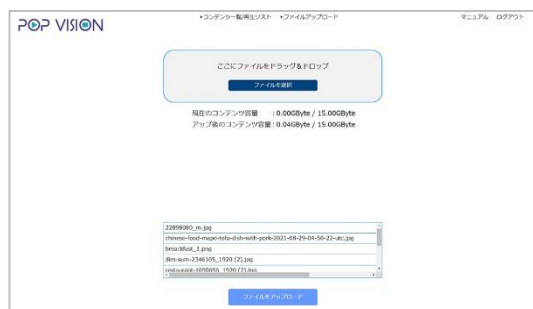 POP VISION
•コンテンツ一覧/再生リスト •ファイルアップロード
マニュアル ログアウト
ここにファイルをドラッグ&ドロップ
ファイルを選択
現在のコンテンツ容量 : 0.00GByte / 15.00GByte
アップ後のコンテンツ容量 : 0.04GByte / 15.00GByte
22898080_m.jpg
chinese-food-mapo-tofu-dish-with-pork-2021-08-29-04-50-22-utc.jpg
breackfast_1.png
dim-sum-2346105_1920 (2).jpg
restaurant-1690696_1920 (2).jpg
ファイルをアップロード